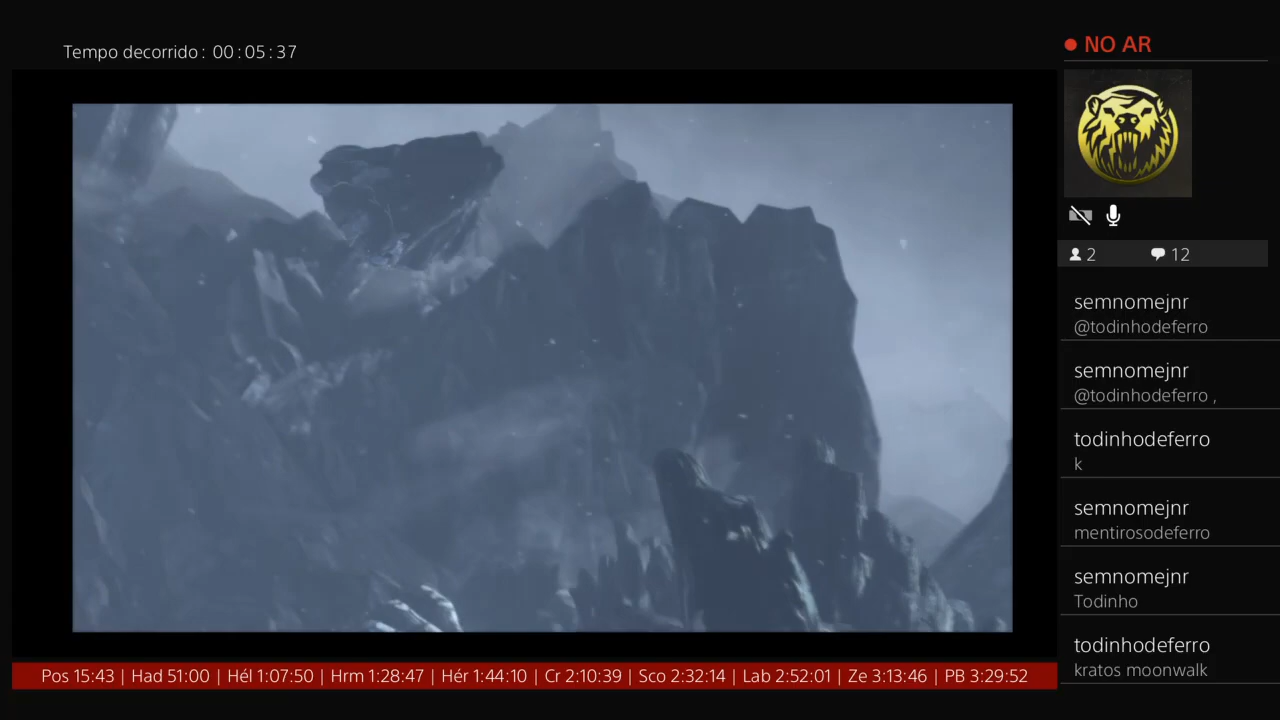 Tempo decorrido : 00 : 05 : 37
NO AR
2 12
semnomejnr
@todinhodeferro
semnomejnr
@todinhodeferro ,
todinhodeferro
k
semnomejnr
mentirosodeferro
semnomejnr
Todinho
todinhodeferro
kratos moonwalk
Pos 15:43 | Had 51:00 | Hél 1:07:50 | Hrm 1:28:47 | Hér 1:44:10 | Cr 2:10:39 | Sco 2:32:14 | Lab 2:52:01 | Ze 3:13:46 | PB 3:29:52